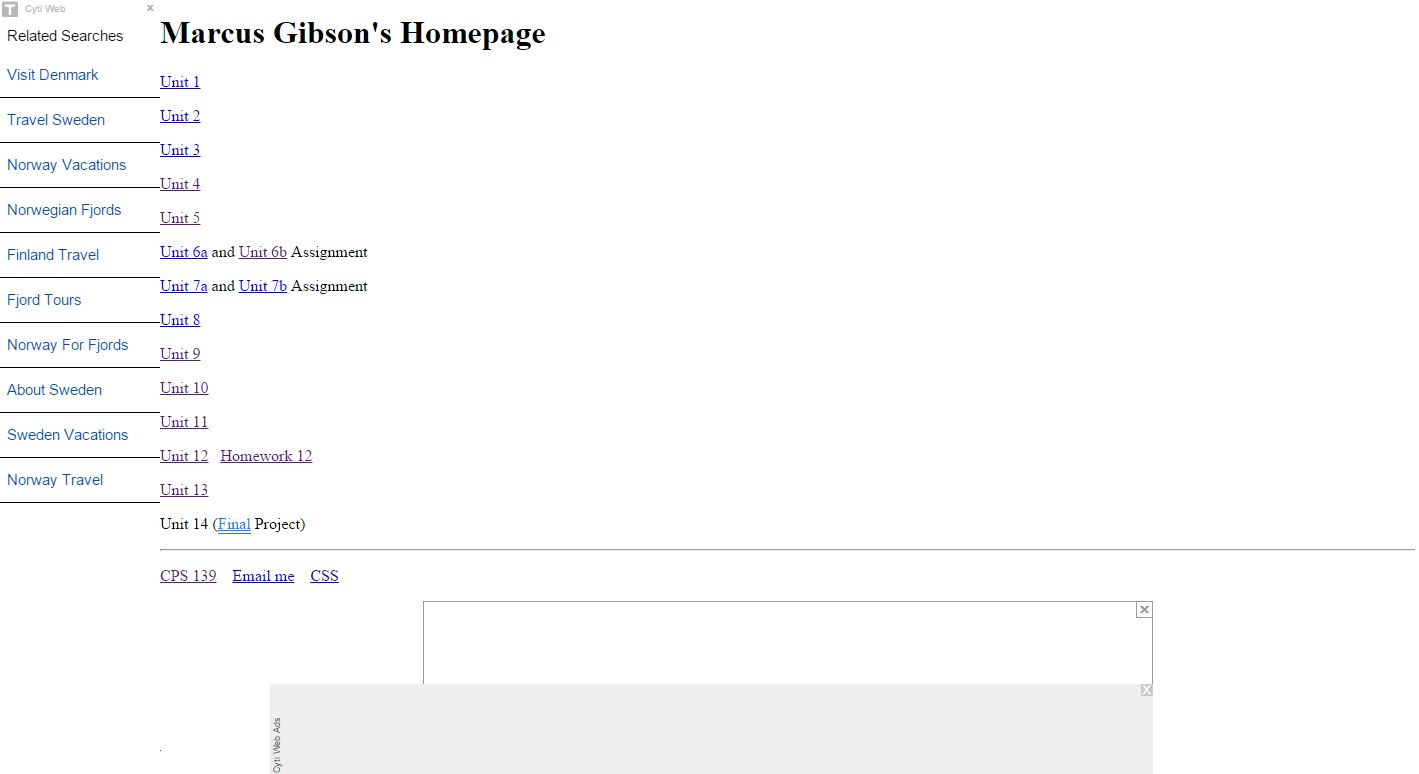 Cyti Web
Related Searches
Visit Denmark
Travel Sweden
Norway Vacations
Norwegian Fjords
Finland Travel
Fjord Tours
Norway For Fjords
About Sweden
Sweden Vacations
Norway Travel
Marcus Gibson's Homepage
Unit 1
Unit 2
Unit 3
Unit 4
Unit 5
Unit 6a and Unit 6b Assignment
Unit 7a and Unit 7b Assignment
Unit 8
Unit 9
Unit 10
Unit 11
Unit 12 Homework 12
Unit 13
Unit 14 (Final Project)
CPS 139 Email me CSS
Cyti Web Ads